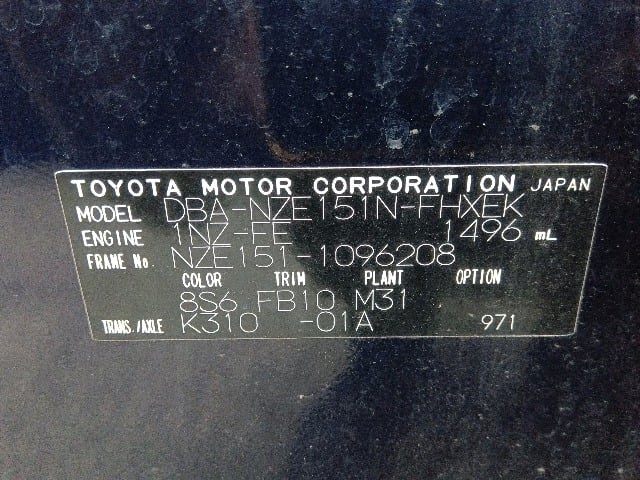 TOYOTA MOTOR CORPORATION JAPAN
MODEL DBA-NZE151N-FHXEK
ENGINE 1NZ-FE 1496 mL
FRAME No. NZE151-1096208
COLOR TRIM PLANT OPTION
8S6 FB10 M31
TRANS./AXLE K310 -01A 971